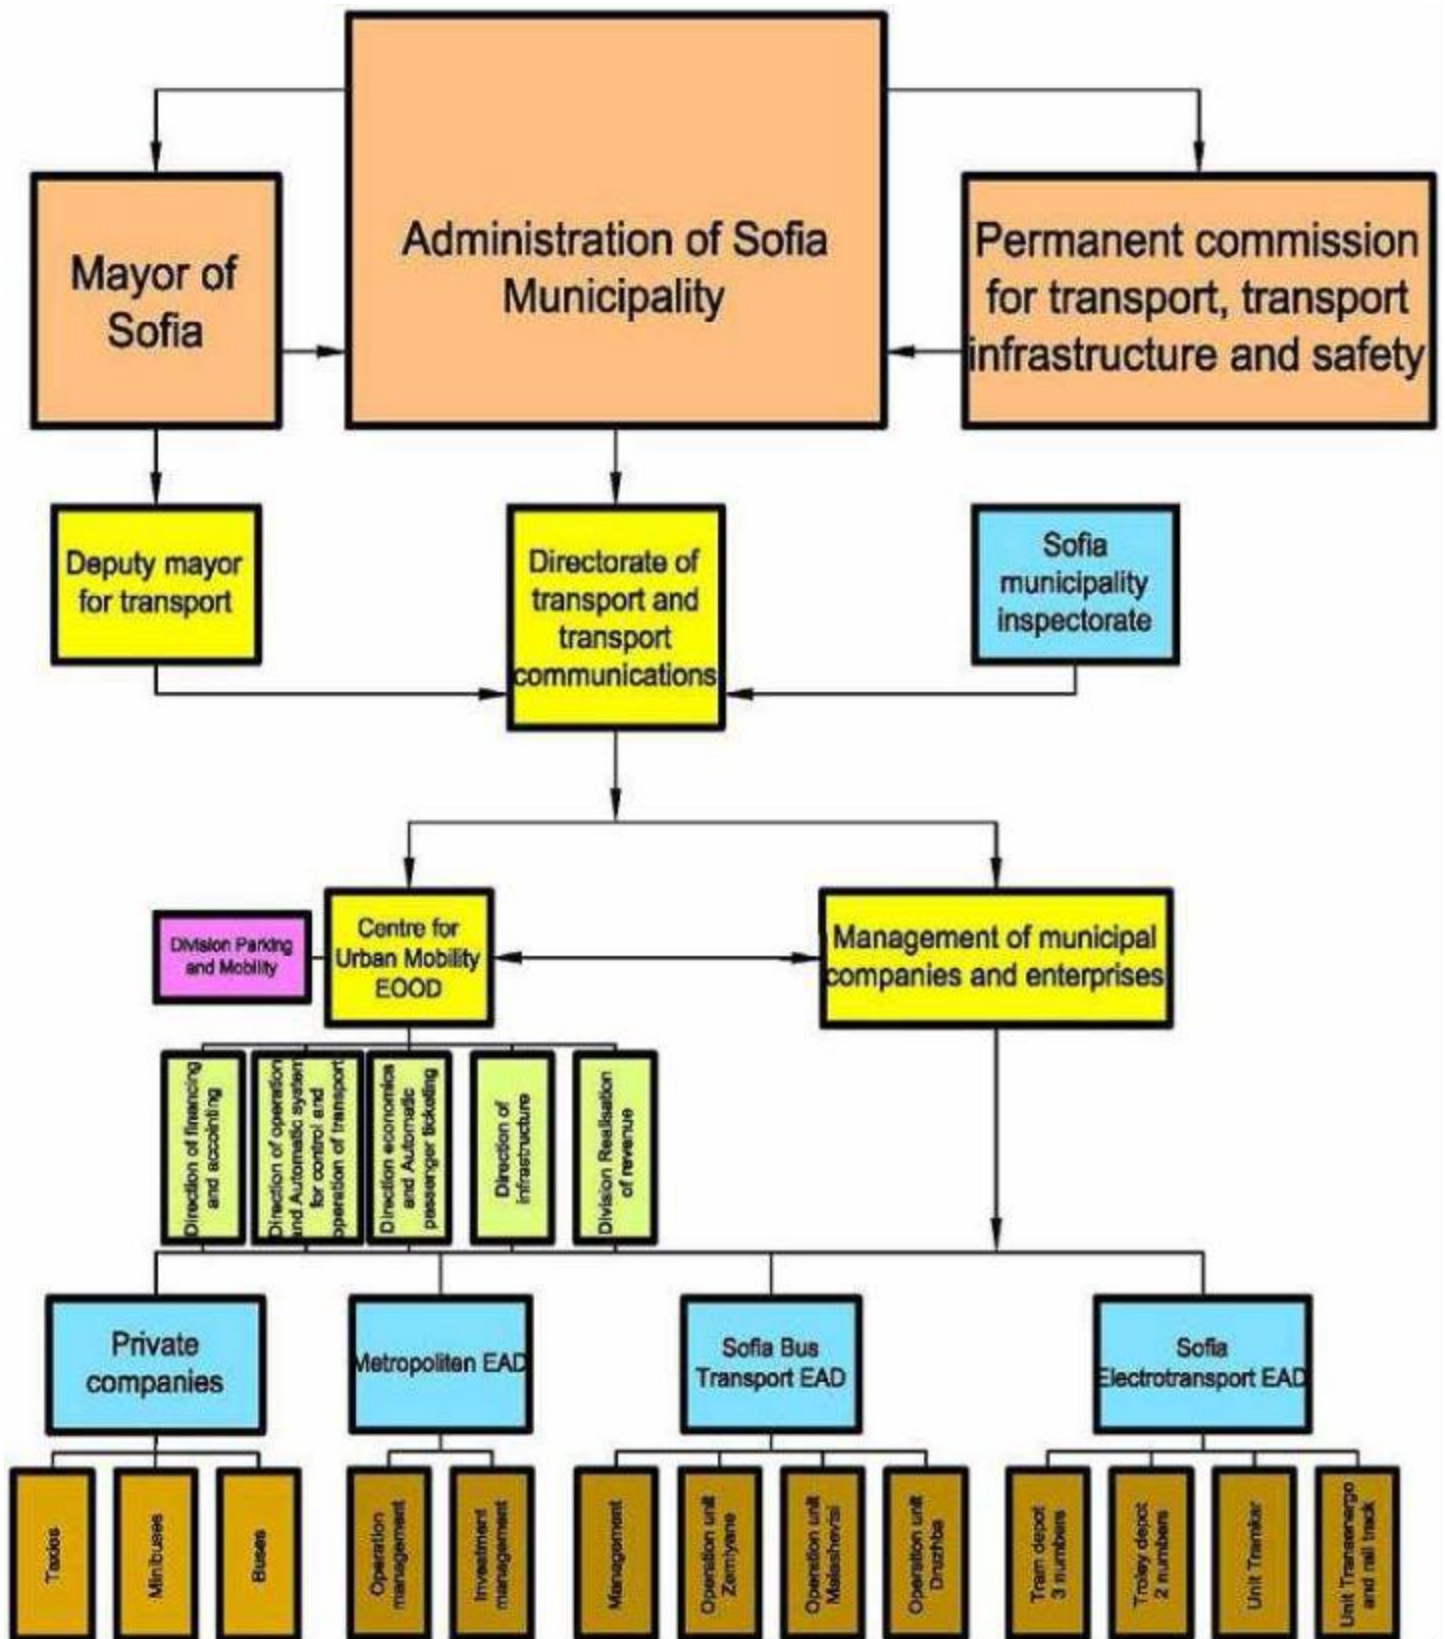 Administration of Sofia
Municipality
Mayor of
Sofia
Permanent commission
for transport, transport
infrastructure and safety
Deputy mayor
for transport
Directorate of
transport and
transport
communications
Sofia
municipality
inspectorate
Division Parking
and Mobility
Centre for
Urban Mobility
EOOD
Management of municipal
companies and enterprises
Direction of financing
and accointing
Direction of operation
and Automatic system
for control and
operation of transport
Direction economics
and Automatic
passenger ticketing
Direction of
infrastructure
Division Realisation
of revenue
Private
companies
Metropoliten EAD
Sofia Bus
Transport EAD
Sofia
Electrotransport EAD
Taxies
Minibuses
Buses
Operation
management
Investment
management
Management
Operation unit
Zemlyane
Operation unit
Malashevtsi
Operation unit
Druzhba
Tram depot
3 numbers
Troley depot
2 numbers
Unit Tramkar
Unit Transenergo
and rail track